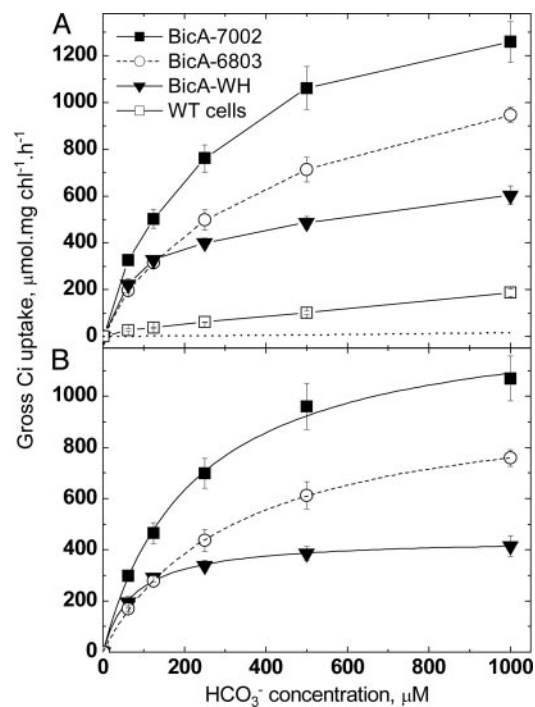 A
BicA-7002
BicA-6803
BicA-WH
WT cells
1200
1000
800
600
400
200
0
Gross Ci uptake, μmol.mg chl⁻¹.h⁻¹
B
1000
800
600
400
200
0
0 200 400 600 800 1000
HCO₃⁻ concentration, μM